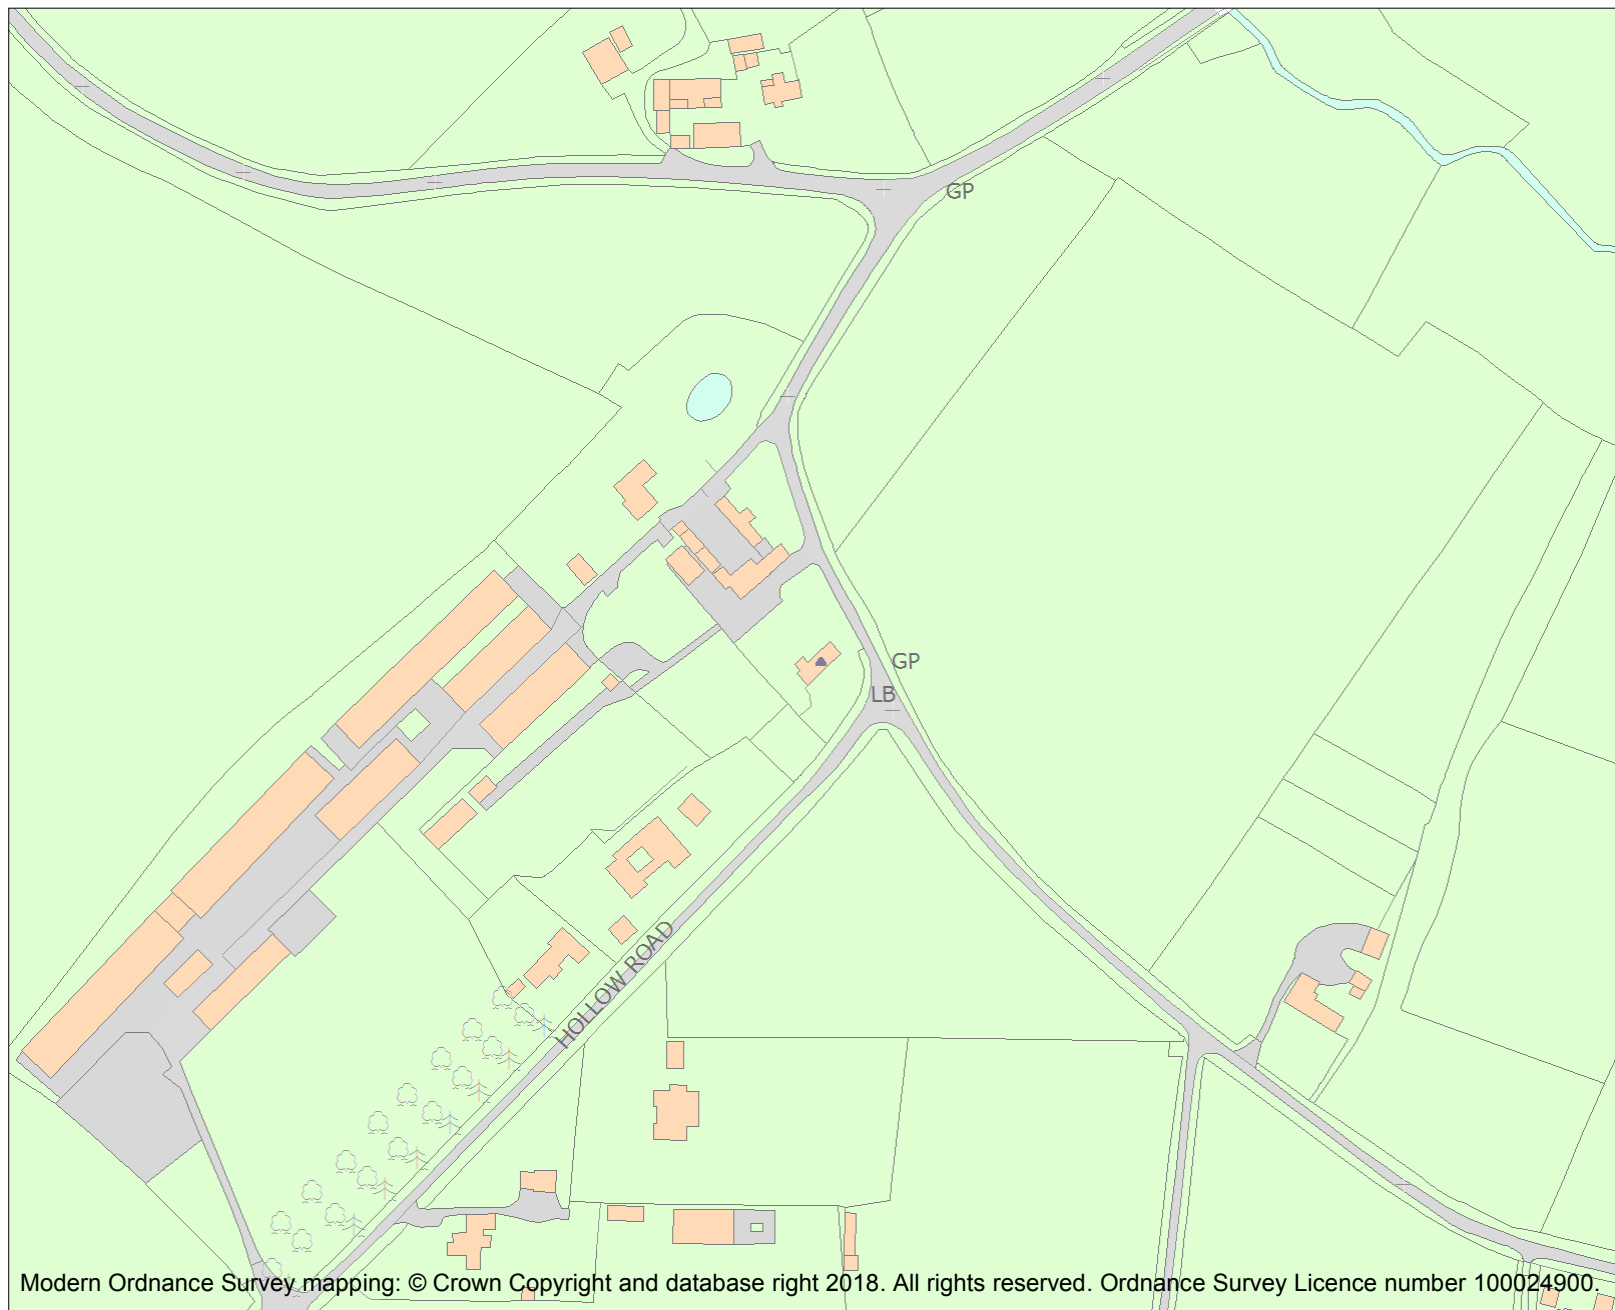 GP
GP
LB
HOLLOW ROAD
Modern Ordnance Survey mapping: © Crown Copyright and database right 2018. All rights reserved. Ordnance Survey Licence number 100024900.